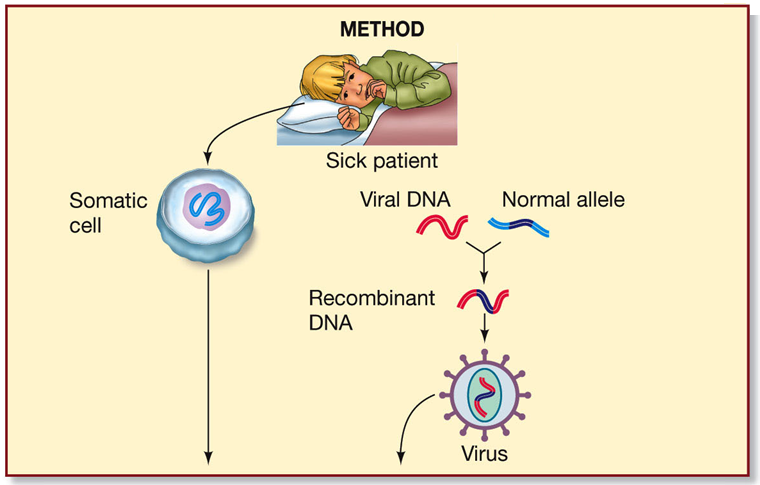 METHOD
Sick patient
Somatic
cell
Viral DNA
Normal allele
Recombinant
DNA
Virus